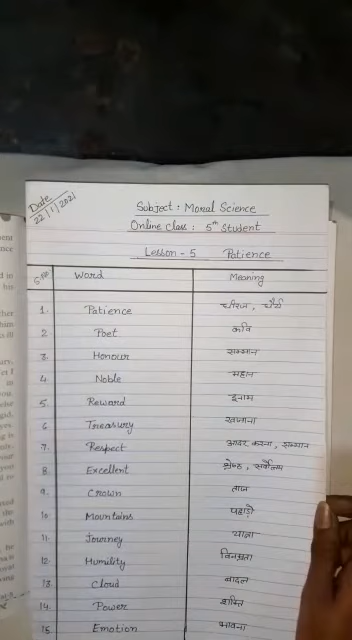 Date
22/1/2021
Subject : Moral Science
Online class : 5th Student
Lesson - 5 Patience
S.No Word Meaning
1. Patience धीरज, धैर्य
2 Poet कवि
3. Honour सम्मान
4 Noble महान
5. Reward इनाम
6 Treasury खजाना
7. Respect आदर करना, सम्मान
8 Excellent श्रेष्ठ, सर्वोत्तम
9. Crown ताज
10. Mountains पहाड़ो
11. Journey यात्रा
12. Humility विनम्रता
13. Cloud बादल
14. Power शक्ति
15 Emotion भावना